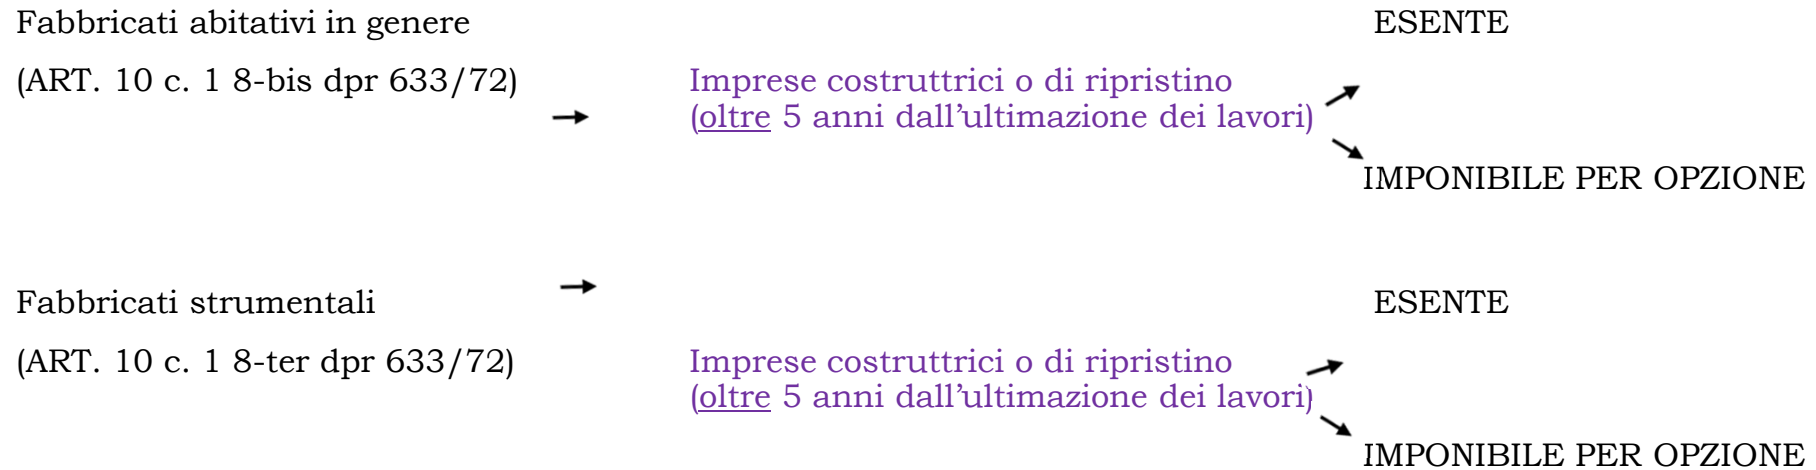 Fabbricati abitativi in genere
ESENTE
(ART. 10 c. 1 8-bis dpr 633/72)
Imprese costruttrici o di ripristino
(oltre 5 anni dall’ultimazione dei lavori)
IMPONIBILE PER OPZIONE
Fabbricati strumentali
ESENTE
(ART. 10 c. 1 8-ter dpr 633/72)
Imprese costruttrici o di ripristino
(oltre 5 anni dall’ultimazione dei lavori)
IMPONIBILE PER OPZIONE